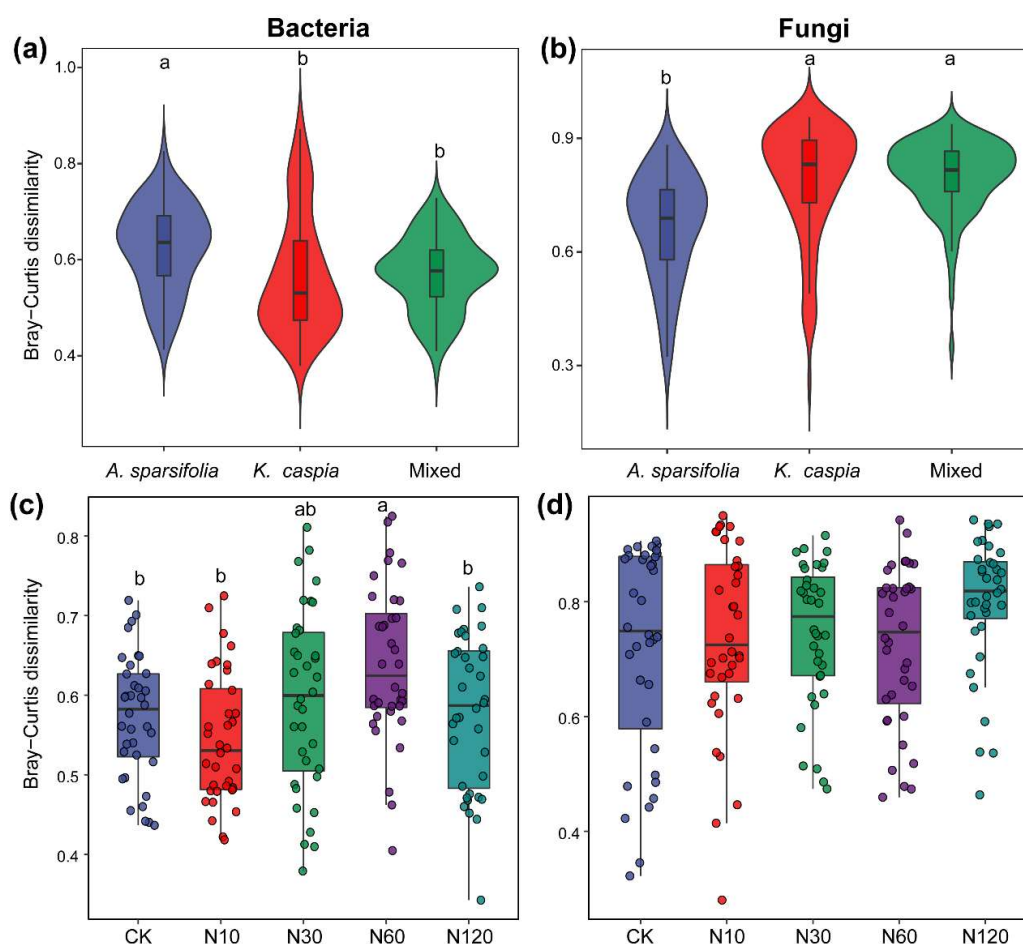 Bacteria
Fungi
(a)
(b)
Bray−Curtis dissimilarity
1.0
0.8
0.6
0.4
a
b
b
A. sparsifolia
K. caspia
Mixed
0.9
0.6
0.3
b
a
a
A. sparsifolia
K. caspia
Mixed
(c)
(d)
Bray−Curtis dissimilarity
0.8
0.7
0.6
0.5
0.4
b
b
ab
a
b
CK
N10
N30
N60
N120
0.8
0.6
0.4
CK
N10
N30
N60
N120